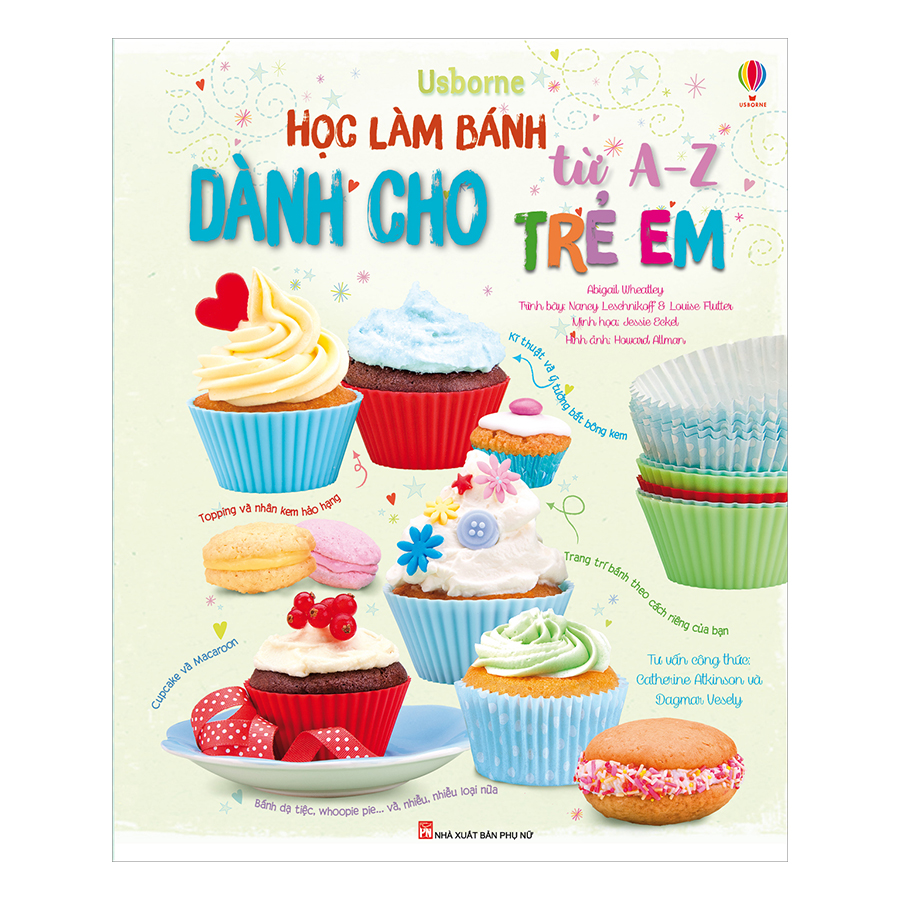 Usborne
USBORNE
HỌC LÀM BÁNH
từ A-Z
DÀNH CHO
TRẺ EM
Abigail Wheatley
Trình bày: Nancy Leschnikoff & Louise Flutter
Minh họa: Jessie Eckel
Hình ảnh: Howard Allman
Kĩ thuật và ý tưởng bắt bông kem
Topping và nhân kem hảo hạng
Trang trí bánh theo cách riêng của bạn
Cupcake và Macaroon
Tư vấn công thức:
Catherine Atkinson và
Dagmar Vesely
Bánh dạ tiệc, whoopie pie... và, nhiều, nhiều loại nữa
PN NHÀ XUẤT BẢN PHỤ NỮ